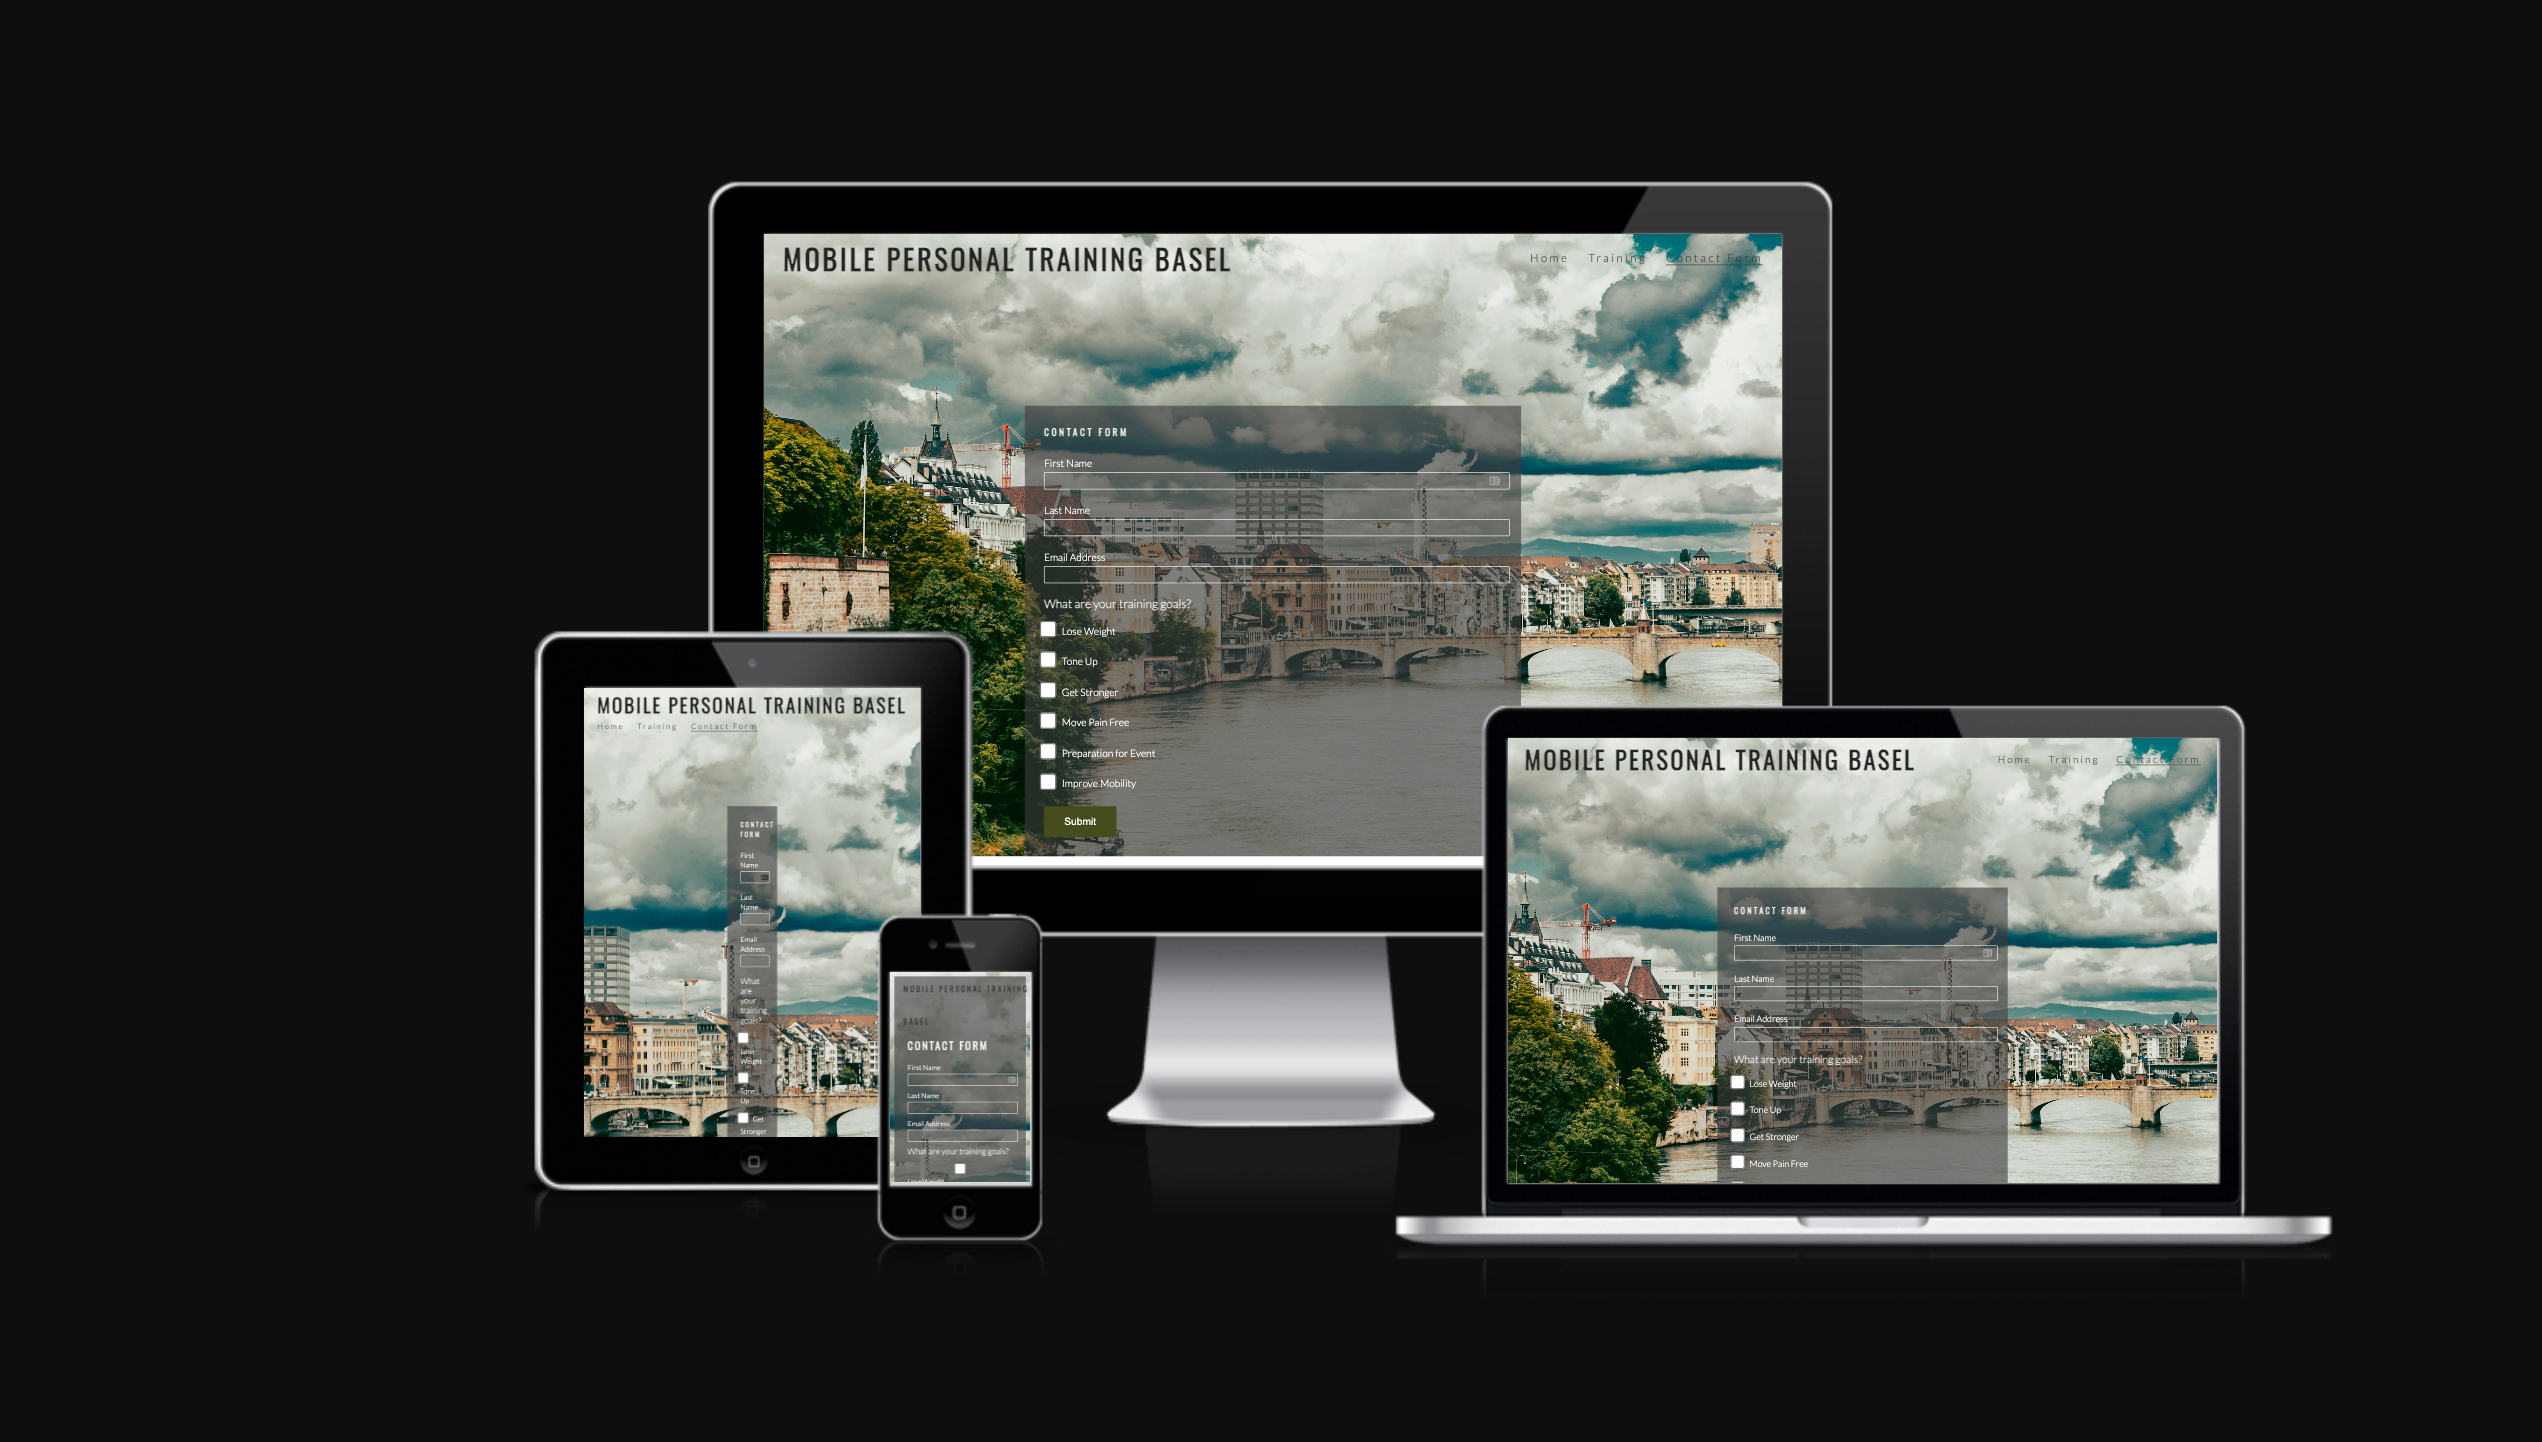 MOBILE PERSONAL TRAINING BASEL
Home Training Contact Form
CONTACT FORM
First Name
Last Name
Email Address
What are your training goals?
Lose Weight
Tone Up
Get Stronger
Move Pain Free
Preparation for Event
Improve Mobility
Submit
MOBILE PERSONAL TRAINING BASEL
Home Training Contact Form
CONTACT
FORM
First
Name
Last
Name
Email
Address
What
are
your
training
goals?
Lose
Weight
Tone
Up
Get
Stronger
MOBILE PERSONAL TRAINING
BASEL
CONTACT FORM
First Name
Last Name
Email Address
What are your training goals?
Lose Weight
MOBILE PERSONAL TRAINING BASEL
Home Training Contact Form
CONTACT FORM
First Name
Last Name
Email Address
What are your training goals?
Lose Weight
Tone Up
Get Stronger
Move Pain Free